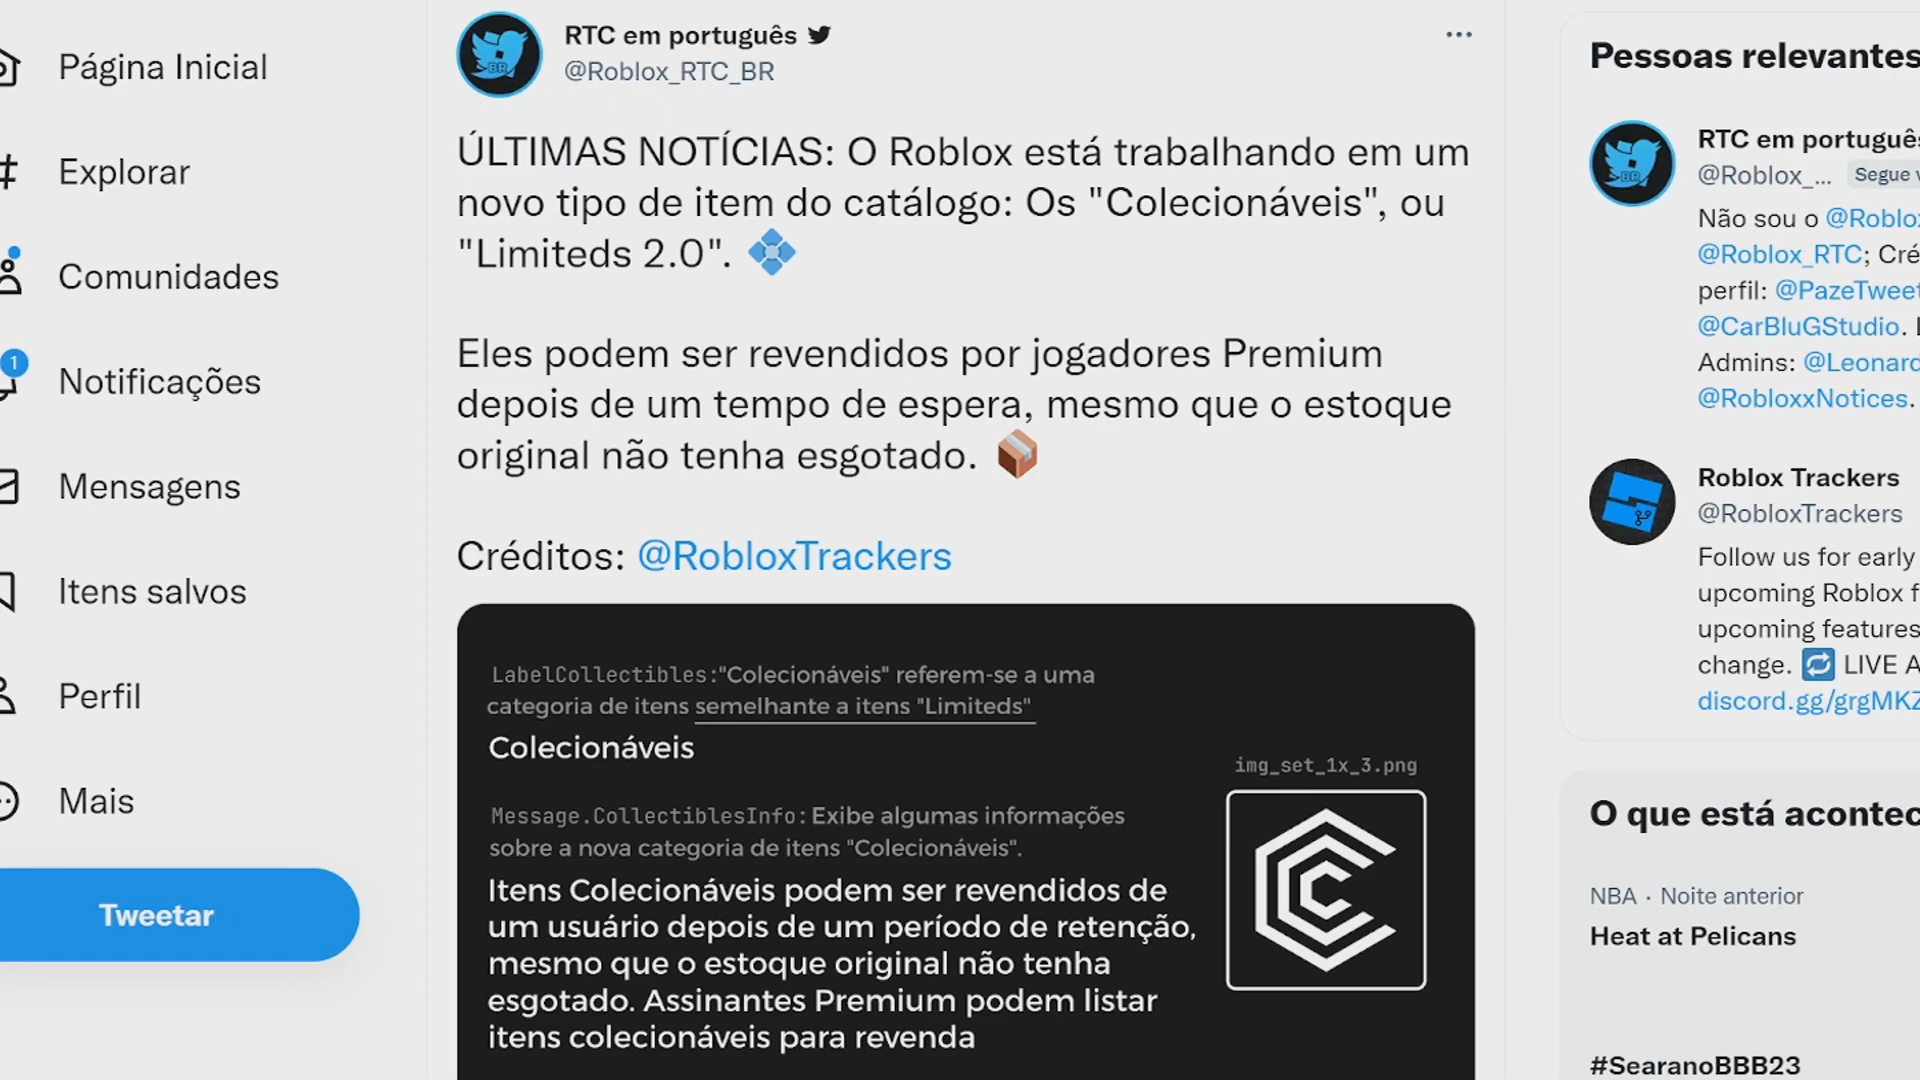 Página Inicial
Explorar
Comunidades
1
Notificações
Mensagens
Itens salvos
Perfil
Mais
Tweetar
RTC em português
@Roblox_RTC_BR
ÚLTIMAS NOTÍCIAS: O Roblox está trabalhando em um
novo tipo de item do catálogo: Os "Colecionáveis", ou
"Limiteds 2.0". 💠
Eles podem ser revendidos por jogadores Premium
depois de um tempo de espera, mesmo que o estoque
original não tenha esgotado. 📦
Créditos: @RobloxTrackers
LabelCollectibles:"Colecionáveis" referem-se a uma
categoria de itens semelhante a itens "Limiteds"
Colecionáveis
img_set_1x_3.png
Message.CollectiblesInfo: Exibe algumas informações
sobre a nova categoria de itens "Colecionáveis".
Itens Colecionáveis podem ser revendidos de
um usuário depois de um período de retenção,
mesmo que o estoque original não tenha
esgotado. Assinantes Premium podem listar
itens colecionáveis para revenda
Pessoas relevantes
RTC em português
@Roblox_... Segue v
Não sou o @Roblox
@Roblox_RTC; Cré
perfil: @PazeTweet
@CarBluGStudio.
Admins: @Leonard
@RobloxxNotices.
Roblox Trackers
@RobloxTrackers
Follow us for early
upcoming Roblox f
upcoming features
change. 🔁 LIVE A
discord.gg/grgMKZ
O que está acontec
NBA · Noite anterior
Heat at Pelicans
#SearanoBBB23